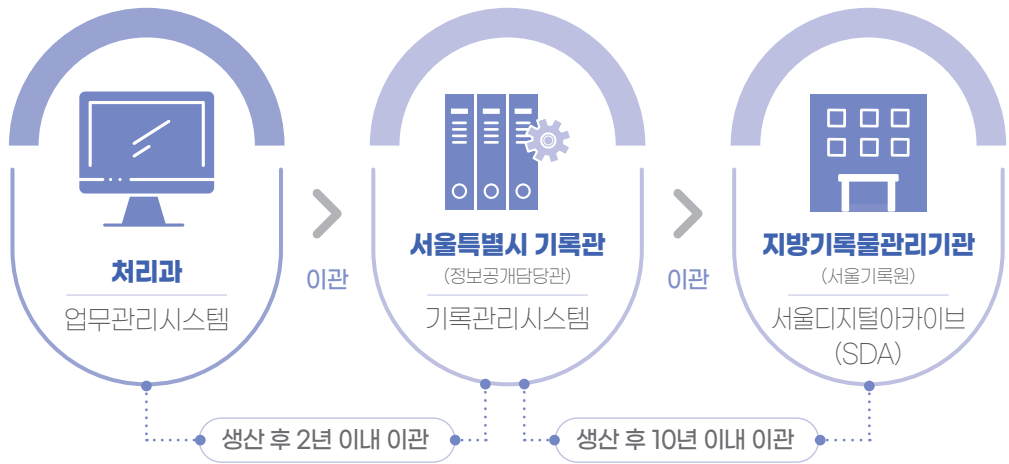 처리과
업무관리시스템
이관
서울특별시 기록관
(정보공개담당관)
기록관리시스템
이관
지방기록물관리기관
(서울기록원)
서울디지털아카이브
(SDA)
생산 후 2년 이내 이관
생산 후 10년 이내 이관